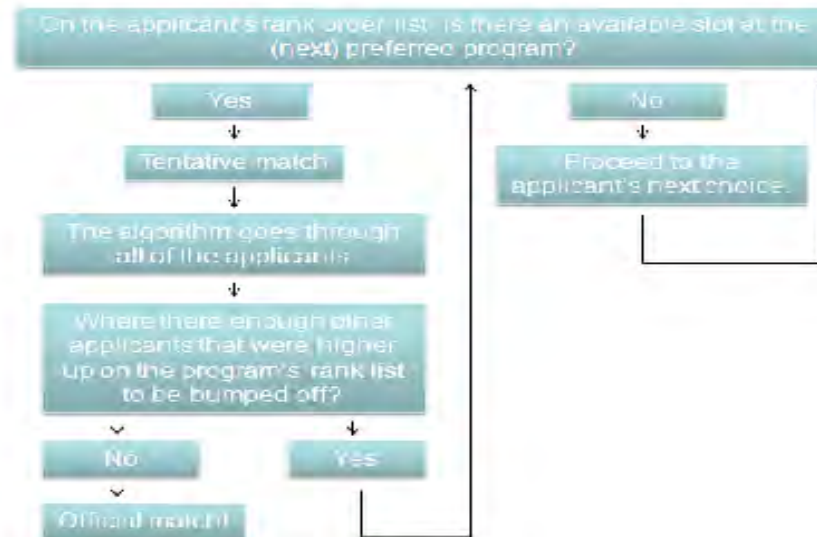 On the applicant's rank order list, is there an available slot at the
(next) preferred program?
Yes
No
Tentative match
Proceed to the
applicant's next choice.
The algorithm goes through
all of the applicants
Where there enough other
applicants that were higher
up on the program's rank list
to be bumped off?
No
Yes
Official match!